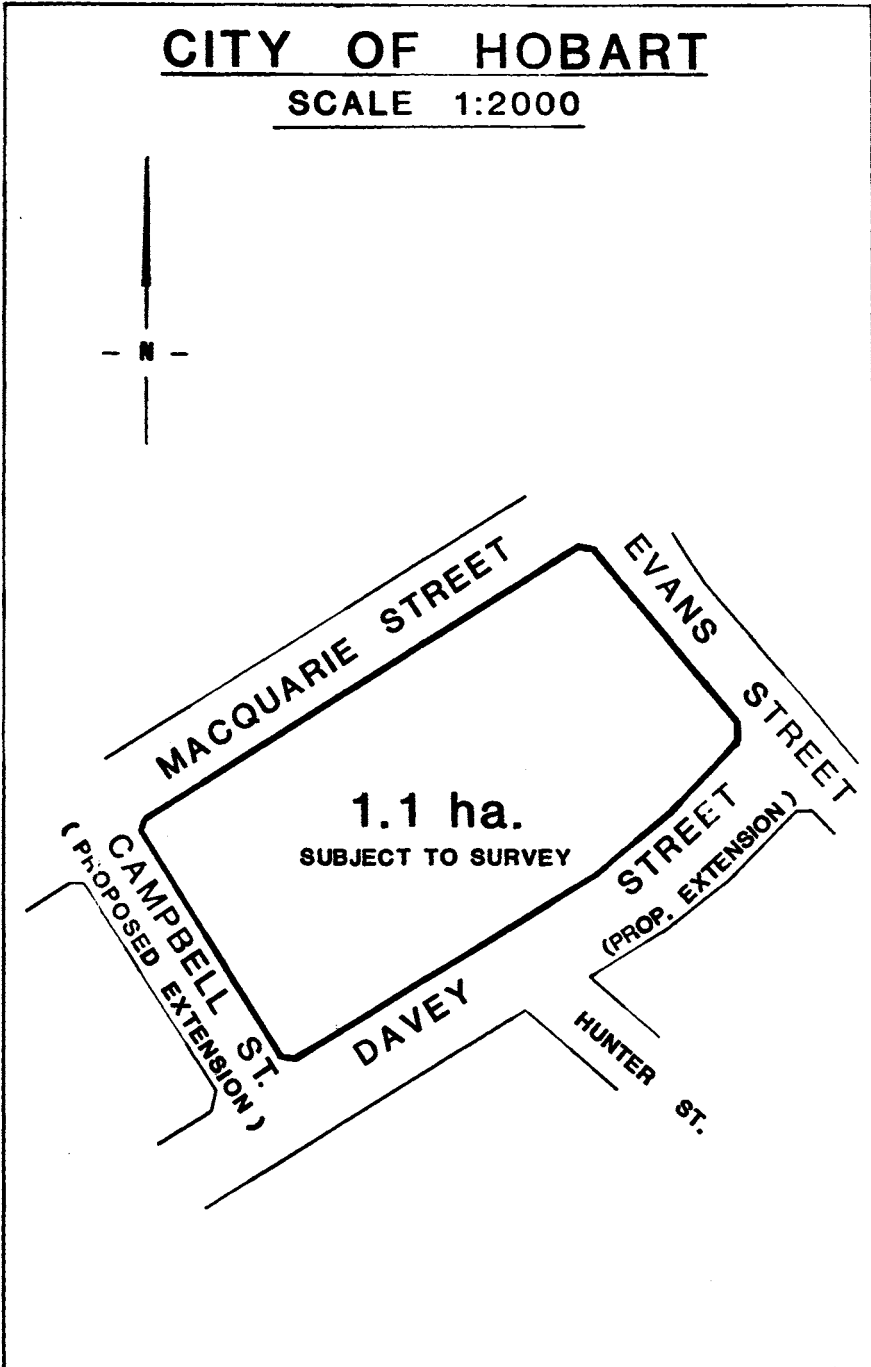 CITY OF HOBART
SCALE 1:2000
- N -
MACQUARIE STREET
EVANS STREET
1.1 ha.
SUBJECT TO SURVEY
CAMPBELL ST.
( PROPOSED EXTENSION )
DAVEY STREET
(PROP. EXTENSION )
HUNTER ST.